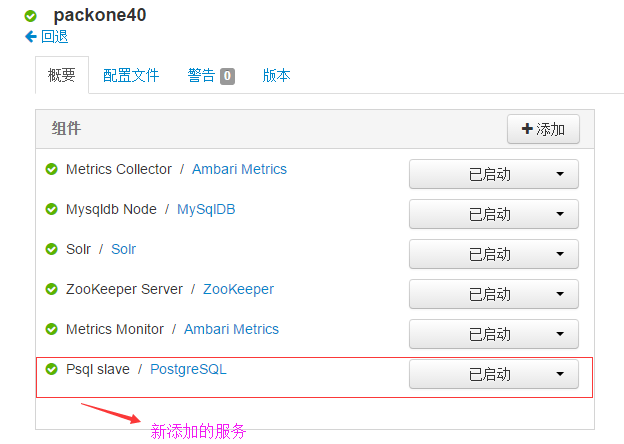 packone40
回退
概要 配置文件 警告 0 版本
组件 添加
Metrics Collector / Ambari Metrics 已启动
Mysqldb Node / MySqlDB 已启动
Solr / Solr 已启动
ZooKeeper Server / ZooKeeper 已启动
Metrics Monitor / Ambari Metrics 已启动
Psql slave / PostgreSQL 已启动
新添加的服务